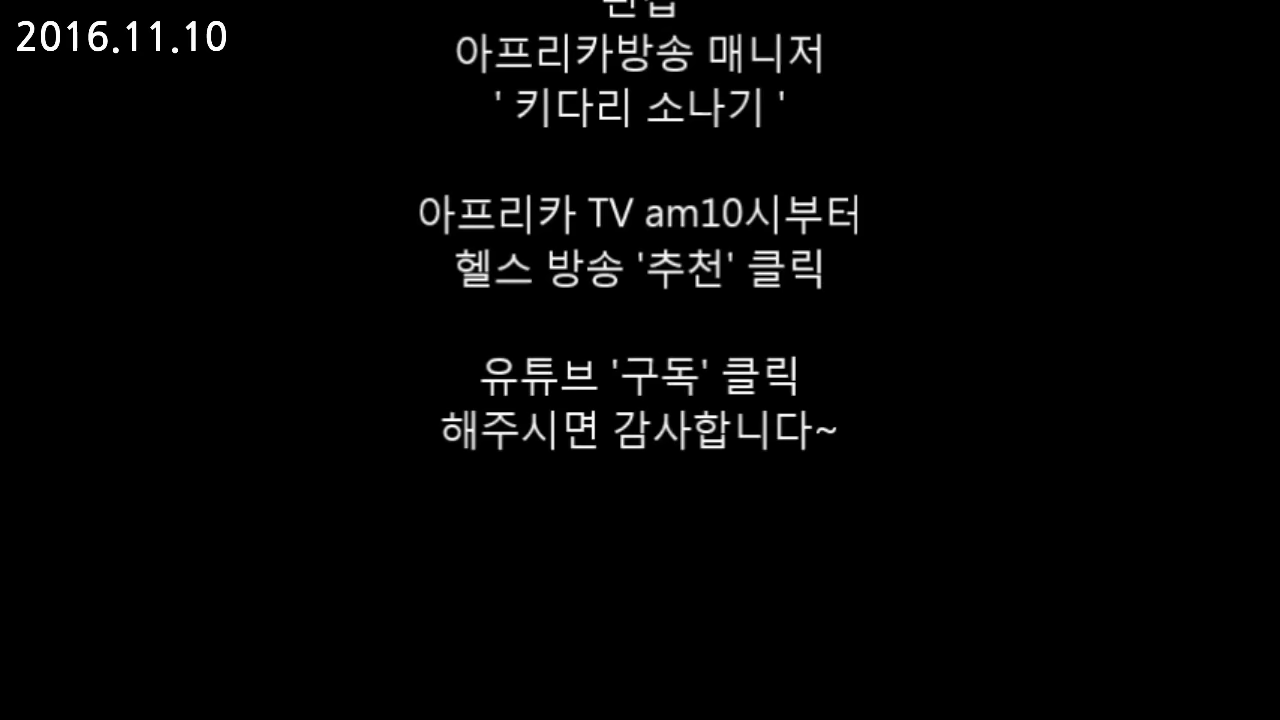 2016.11.10
아프리카방송 매니저
' 키다리 소나기 '
아프리카 TV am10시부터
헬스 방송 '추천' 클릭
유튜브 '구독' 클릭
해주시면 감사합니다~